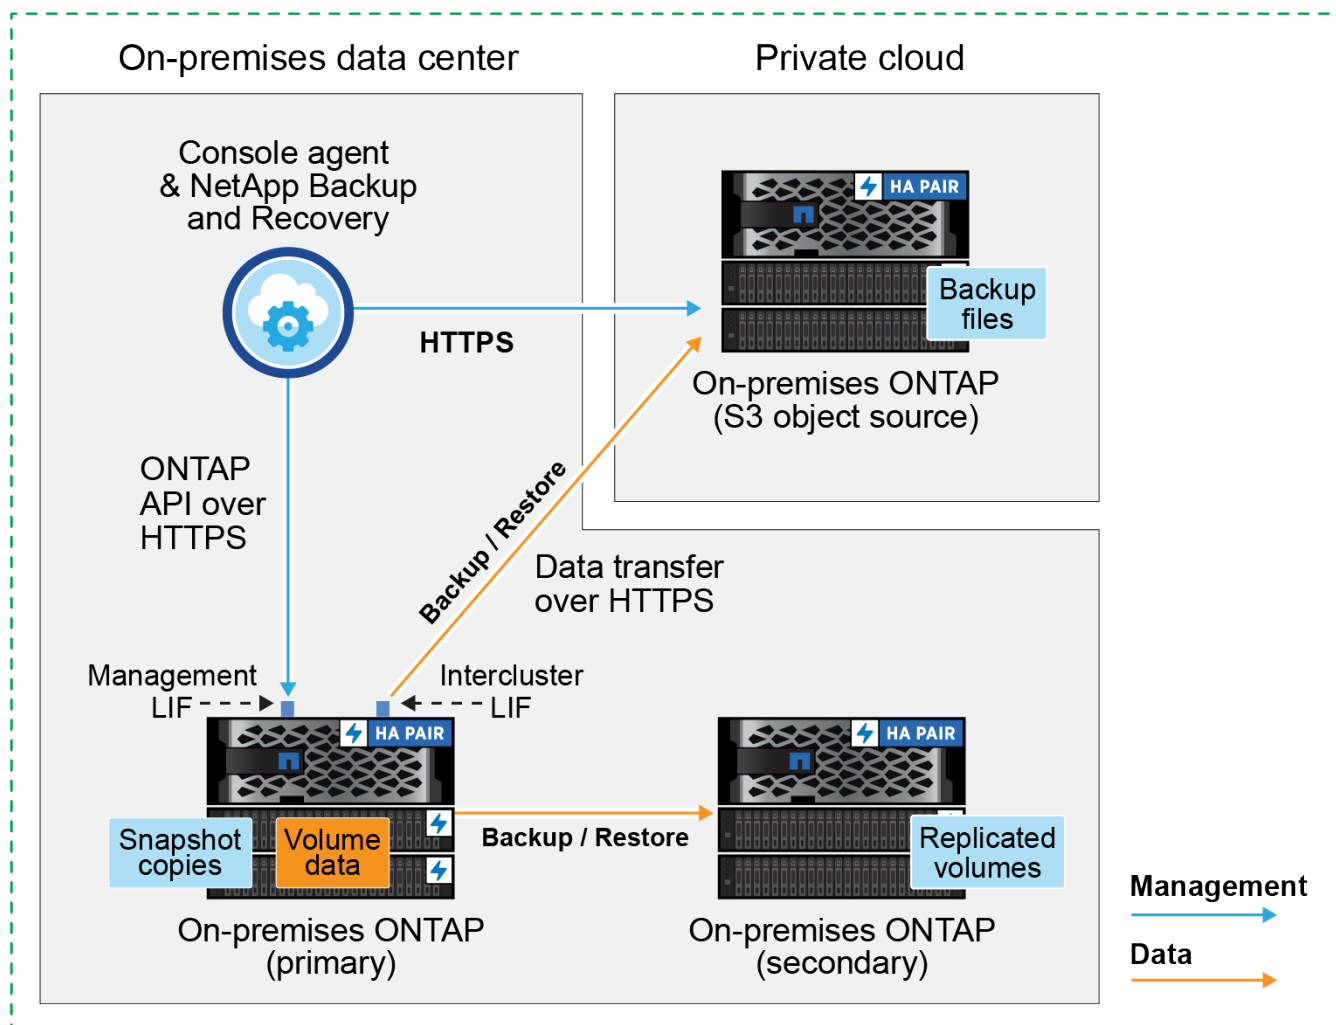 On-premises data center
Private cloud
Console agent
& NetApp Backup
and Recovery
HA PAIR
Backup
files
HTTPS
On-premises ONTAP
(S3 object source)
ONTAP
API over
HTTPS
Backup / Restore
Data transfer
over HTTPS
Management
LIF
Intercluster
LIF
HA PAIR
HA PAIR
Snapshot
copies
Volume
data
Backup / Restore
Replicated
volumes
On-premises ONTAP
(primary)
On-premises ONTAP
(secondary)
Management
Data